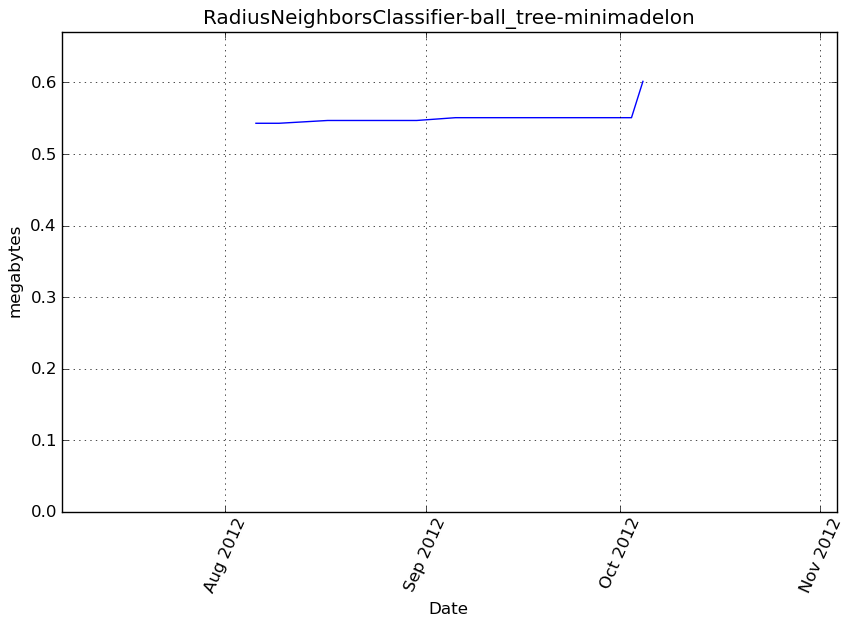 RadiusNeighborsClassifier-ball_tree-minimadelon
0.6
0.5
0.4
0.3
0.2
0.1
0.0
megabytes
Aug 2012
Sep 2012
Oct 2012
Nov 2012
Date